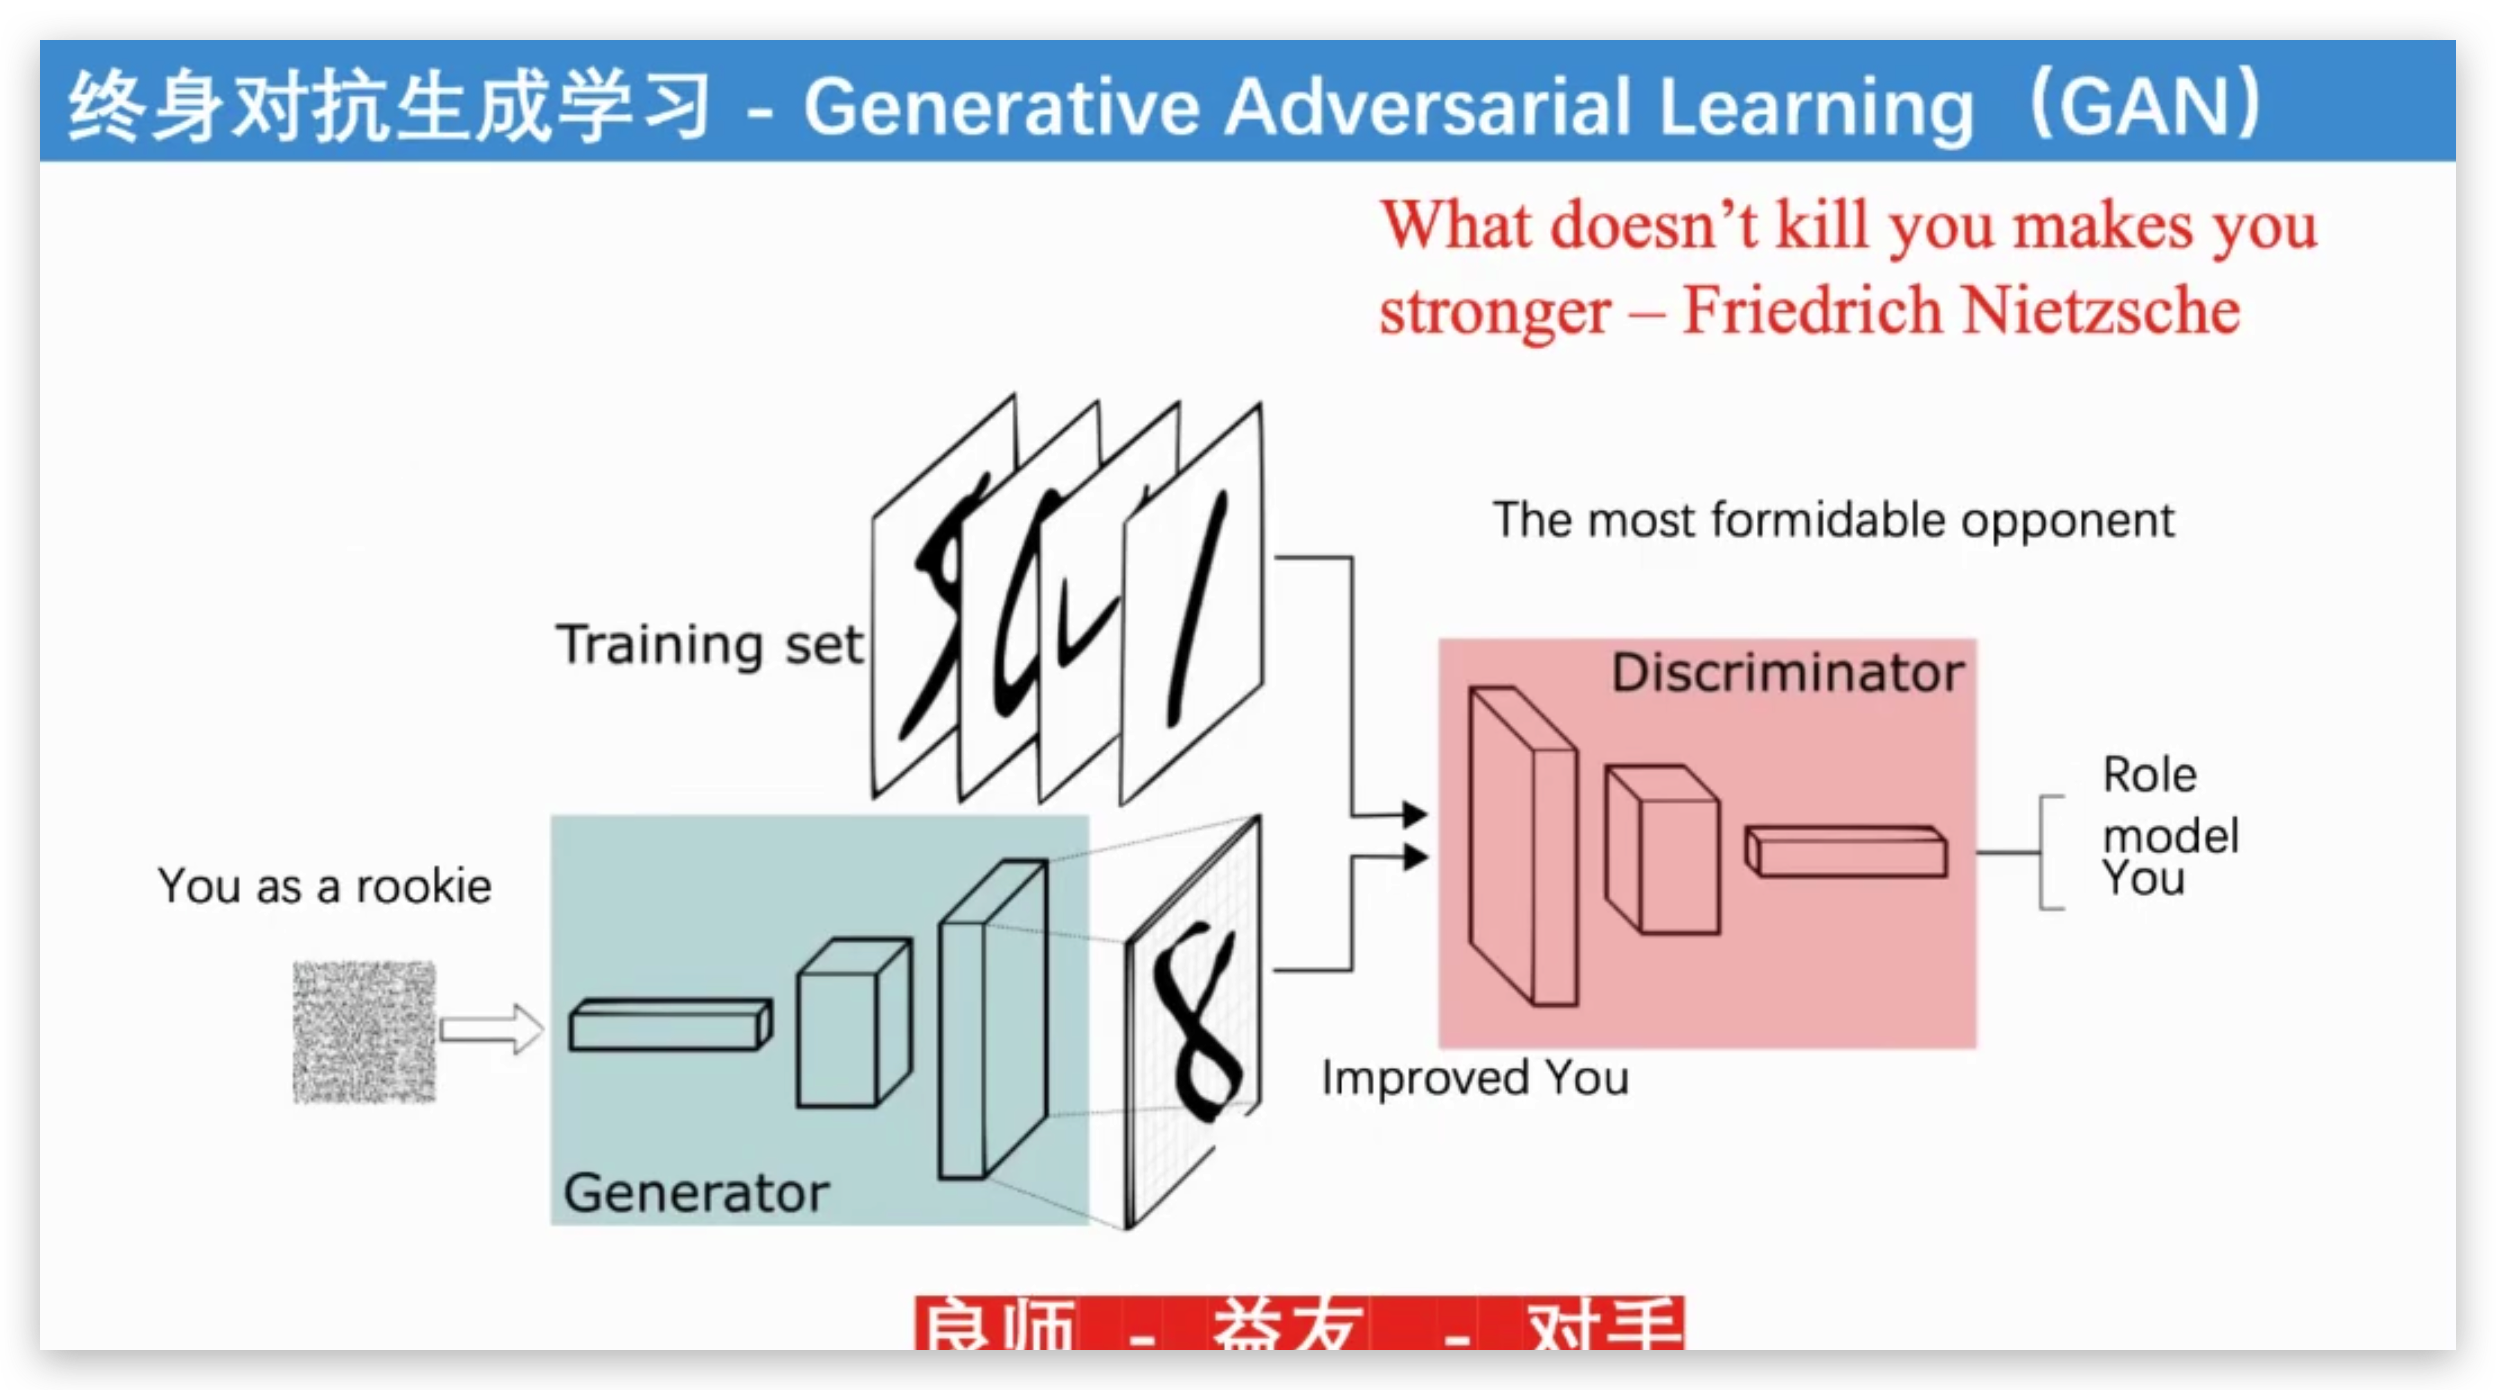 终身对抗生成学习 - Generative Adversarial Learning（GAN）
What doesn't kill you makes you
stronger – Friedrich Nietzsche
The most formidable opponent
Training set
Discriminator
Role
model
You
You as a rookie
8
Improved You
Generator
良师 - 益友 - 对手